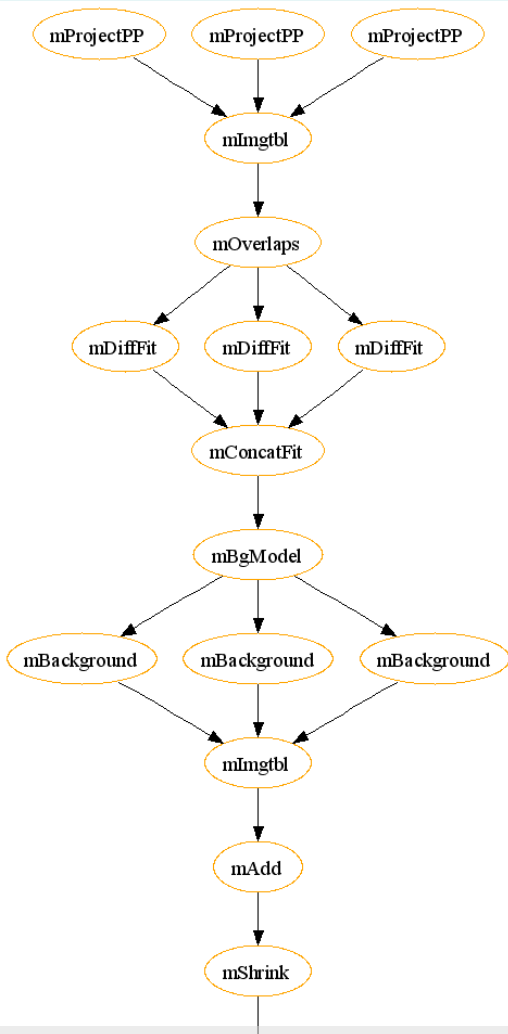 mProjectPP mProjectPP mProjectPP
mImgtbl
mOverlaps
mDiffFit mDiffFit mDiffFit
mConcatFit
mBgModel
mBackground mBackground mBackground
mImgtbl
mAdd
mShrink